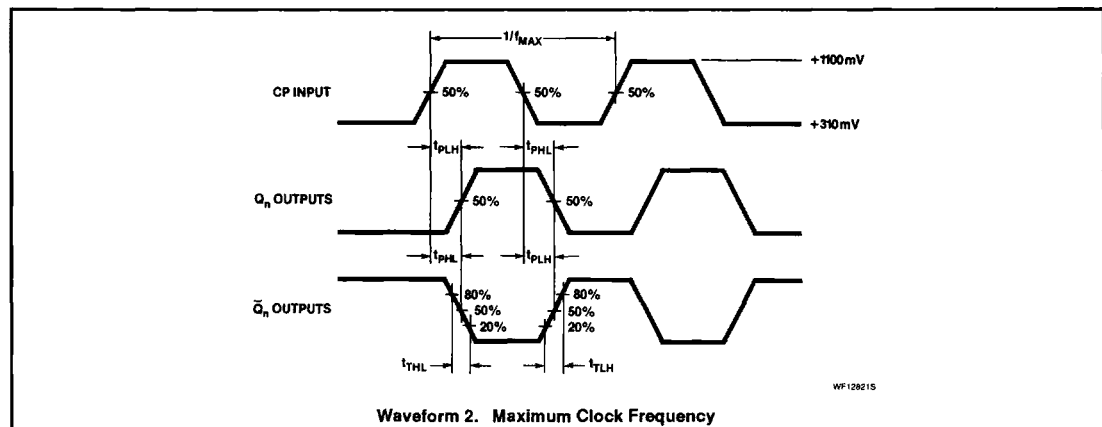 1/fMAX
+1100mV
CP INPUT
50% 50% 50%
+310mV
tPLH tPHL
Qn OUTPUTS
50% 50%
tPHL tPLH
80% 80%
Q̄n OUTPUTS
50% 50%
20% 20%
tTHL tTLH
WF12821S
Waveform 2. Maximum Clock Frequency